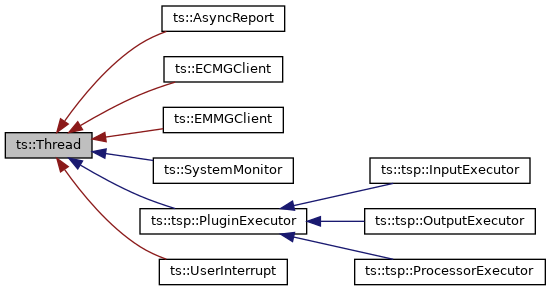 ts::AsyncReport
ts::ECMGClient
ts::EMMGClient
ts::Thread
ts::SystemMonitor
ts::tsp::InputExecutor
ts::tsp::PluginExecutor
ts::tsp::OutputExecutor
ts::UserInterrupt
ts::tsp::ProcessorExecutor